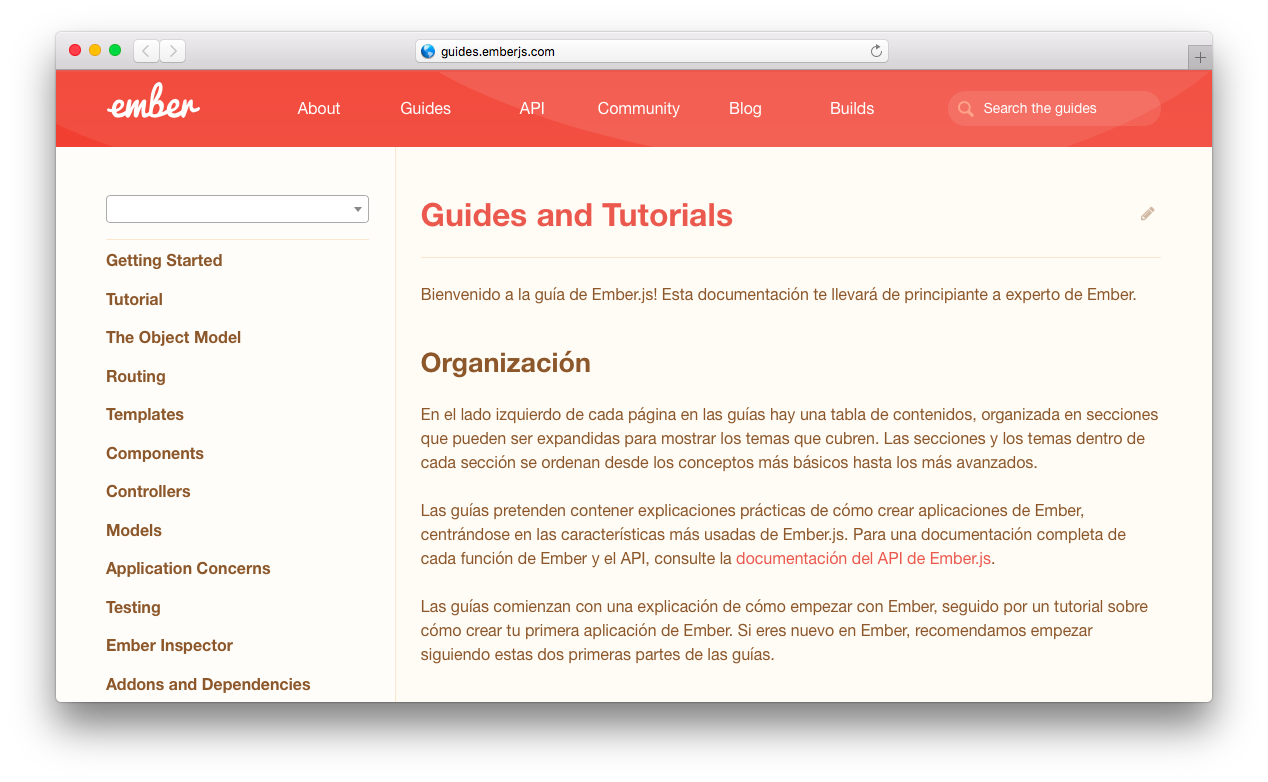 guides.emberjs.com
ember
About
Guides
API
Community
Blog
Builds
Search the guides
Getting Started
Tutorial
The Object Model
Routing
Templates
Components
Controllers
Models
Application Concerns
Testing
Ember Inspector
Addons and Dependencies
Guides and Tutorials
Bienvenido a la guía de Ember.js! Esta documentación te llevará de principiante a experto de Ember.
Organización
En el lado izquierdo de cada página en las guías hay una tabla de contenidos, organizada en secciones
que pueden ser expandidas para mostrar los temas que cubren. Las secciones y los temas dentro de
cada sección se ordenan desde los conceptos más básicos hasta los más avanzados.
Las guías pretenden contener explicaciones prácticas de cómo crear aplicaciones de Ember,
centrándose en las características más usadas de Ember.js. Para una documentación completa de
cada función de Ember y el API, consulte la documentación del API de Ember.js.
Las guías comienzan con una explicación de cómo empezar con Ember, seguido por un tutorial sobre
cómo crear tu primera aplicación de Ember. Si eres nuevo en Ember, recomendamos empezar
siguiendo estas dos primeras partes de las guías.